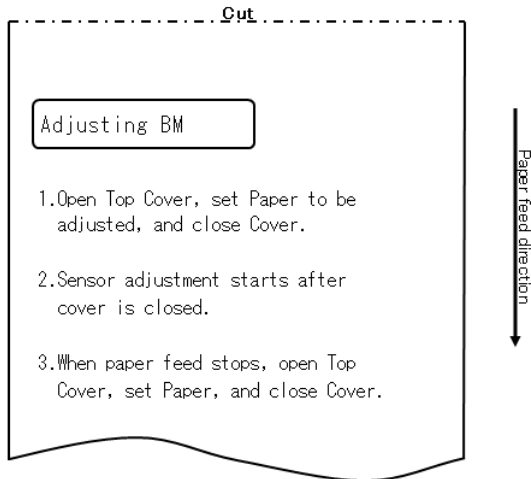 Cut
Adjusting BM
1.Open Top Cover, set Paper to be
adjusted, and close Cover.
2.Sensor adjustment starts after
cover is closed.
3.When paper feed stops, open Top
Cover, set Paper, and close Cover.
Paper feed direction